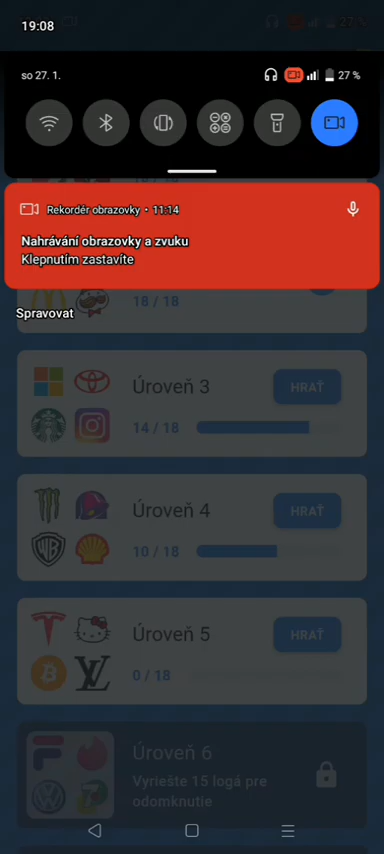 19:08
27%
so 27. 1.
27 %
Rekordér obrazovky • 11:14
Nahrávání obrazovky a zvuku
Klepnutím zastavíte
18 / 18
Spravovat
Úroveň 3
HRAŤ
14 / 18
Úroveň 4
HRAŤ
10 / 18
Úroveň 5
HRAŤ
0 / 18
Úroveň 6
Vyriešte 15 logá pre
odomknutie